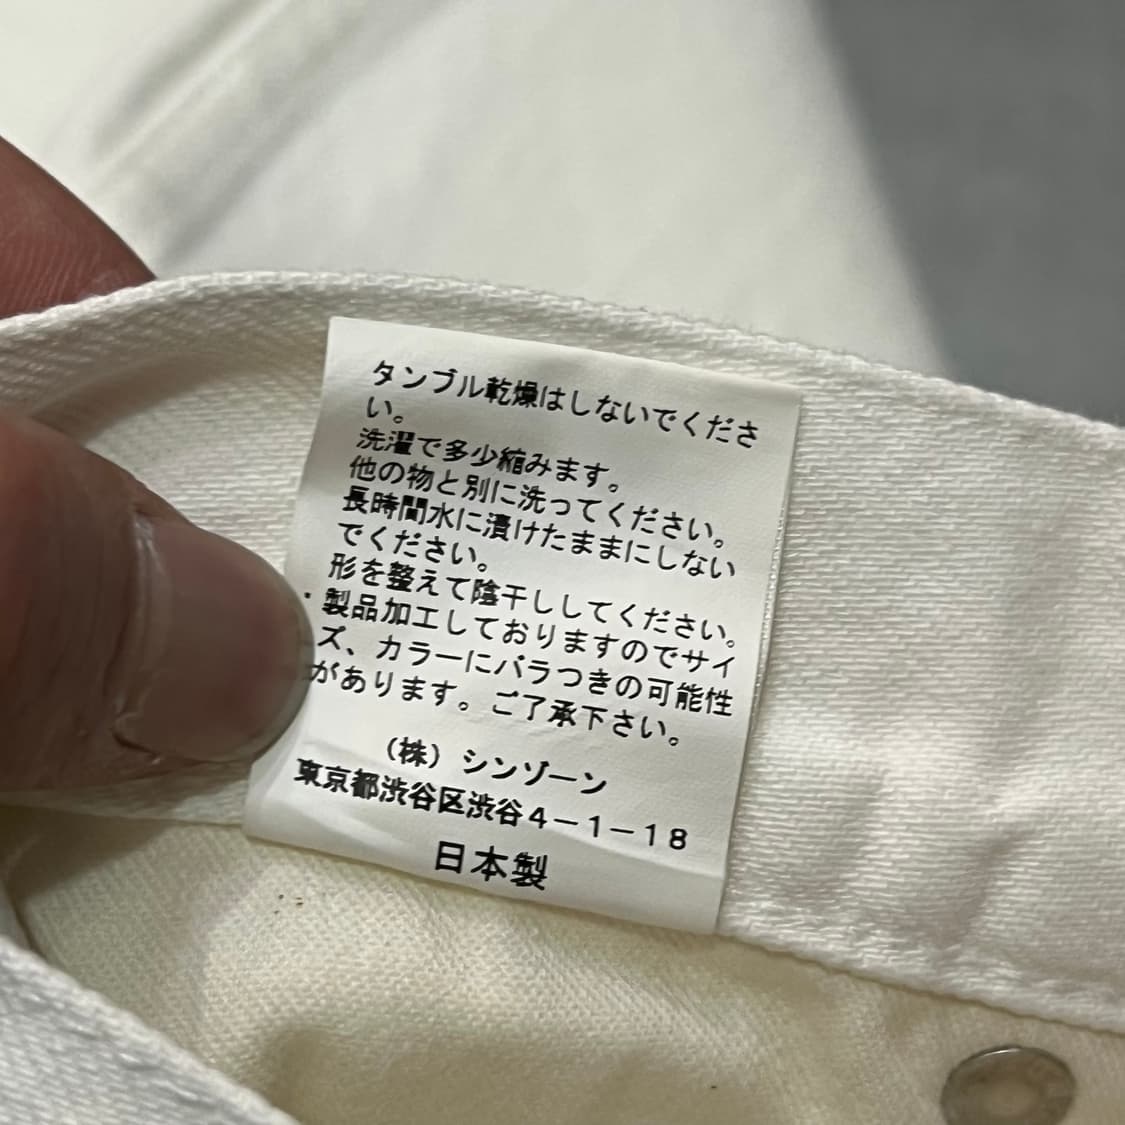 タンブル乾燥はしないでくださ
い。
洗濯で多少縮みます。
他の物と別に洗ってください。
長時間水に漬けたままにしない
でください。
形を整えて陰干ししてください。
・製品加工しておりますのでサイ
ズ、カラーにバラつきの可能性
があります。ご了承下さい。
（株）シンゾーン
東京都渋谷区渋谷４－１－１８
日本製